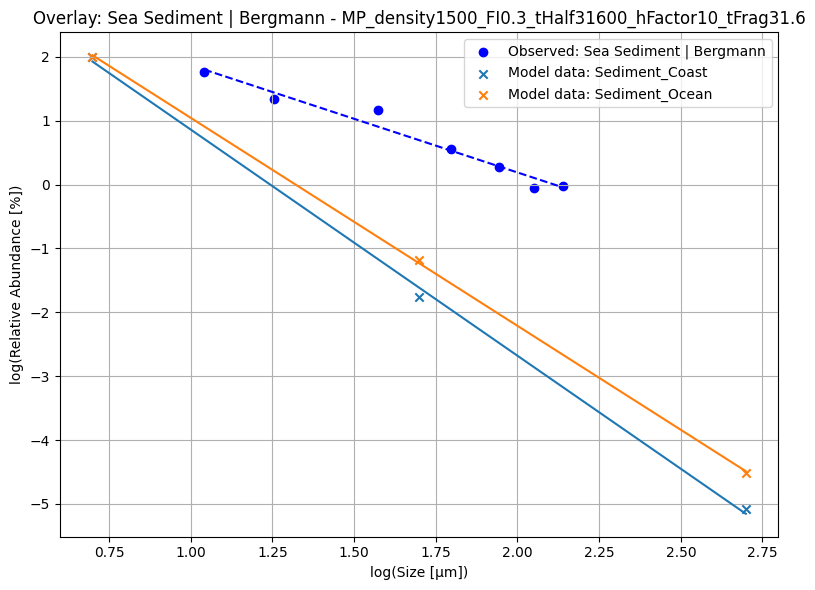 Overlay: Sea Sediment | Bergmann - MP_density1500_FI0.3_tHalf31600_hFactor10_tFrag31.6
Observed: Sea Sediment | Bergmann
Model data: Sediment_Coast
Model data: Sediment_Ocean
log(Relative Abundance [%])
2
1
0
−1
−2
−3
−4
−5
0.75
1.00
1.25
1.50
1.75
2.00
2.25
2.50
2.75
log(Size [µm])